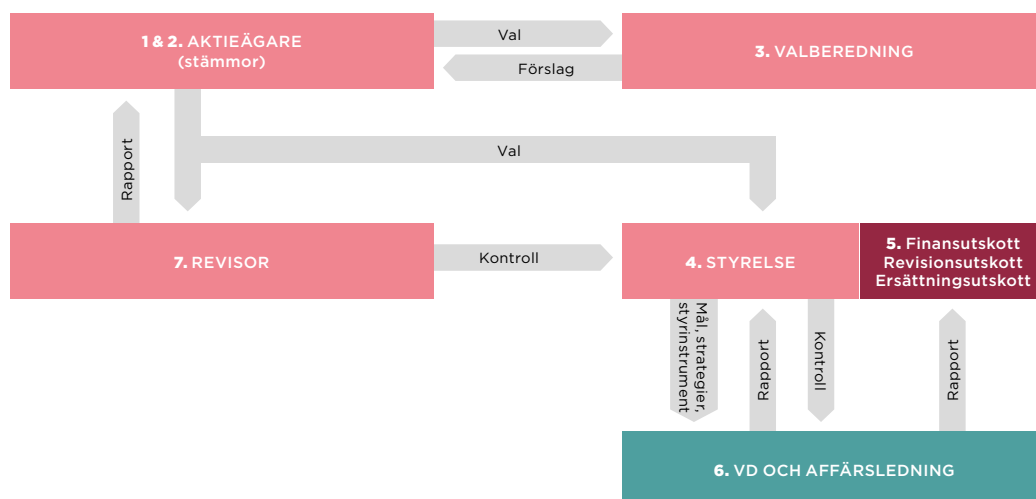 1 & 2. AKTIEÄGARE
(stämmor)
Val
Förslag
3. VALBEREDNING
Rapport
Val
7. REVISOR
Kontroll
4. STYRELSE
5. Finansutskott
Revisionsutskott
Ersättningsutskott
Mål, strategier,
styrinstrument
Rapport
Kontroll
Rapport
6. VD OCH AFFÄRSLEDNING